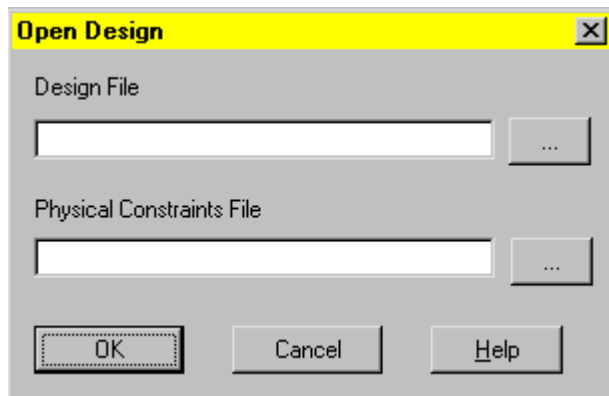 Open Design
Design File
...
Physical Constraints File
...
OK Cancel Help